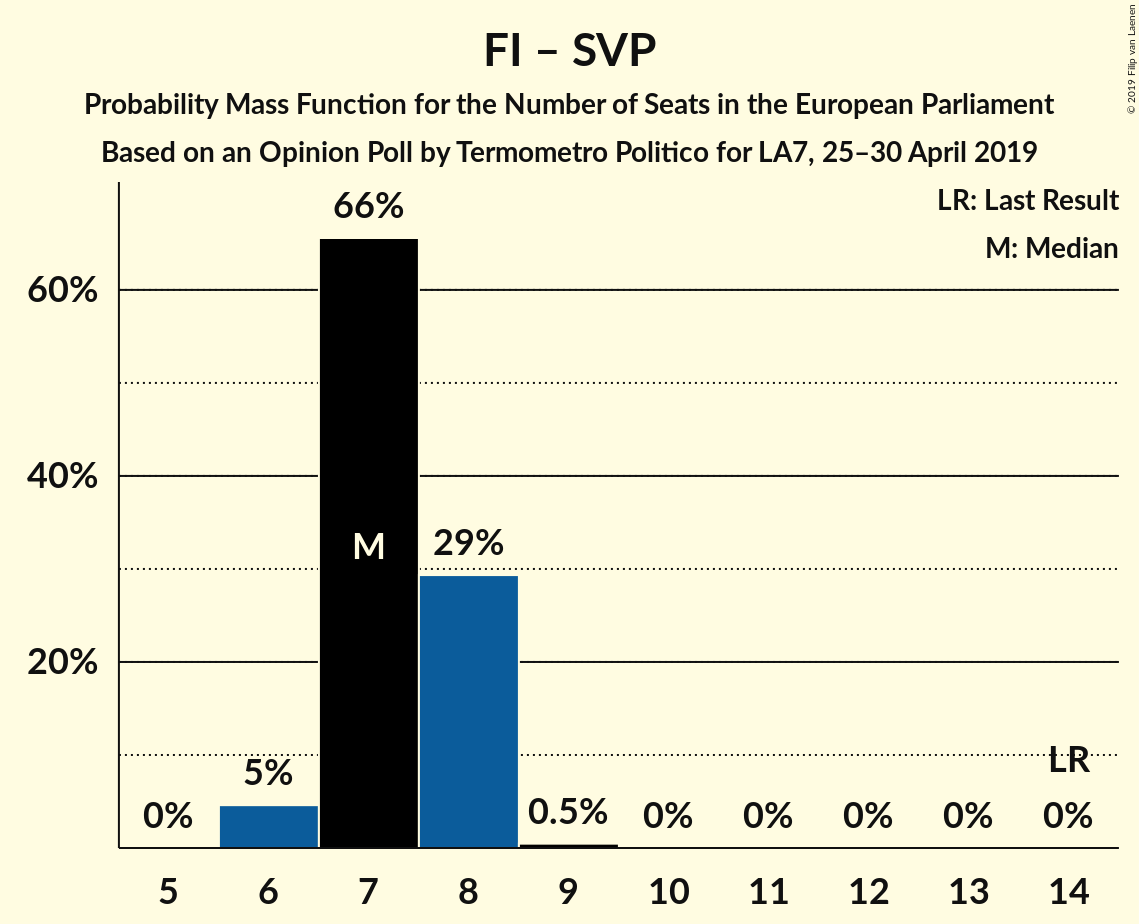 FI – SVP
Probability Mass Function for the Number of Seats in the European Parliament
Based on an Opinion Poll by Termometro Politico for LA7, 25–30 April 2019
© 2019 Filip van Laenen
LR: Last Result
M: Median
66%
60%
40%
M
29%
20%
LR
5%
0%
0.5%
0%
0%
0%
0%
0%
5 6 7 8 9 10 11 12 13 14